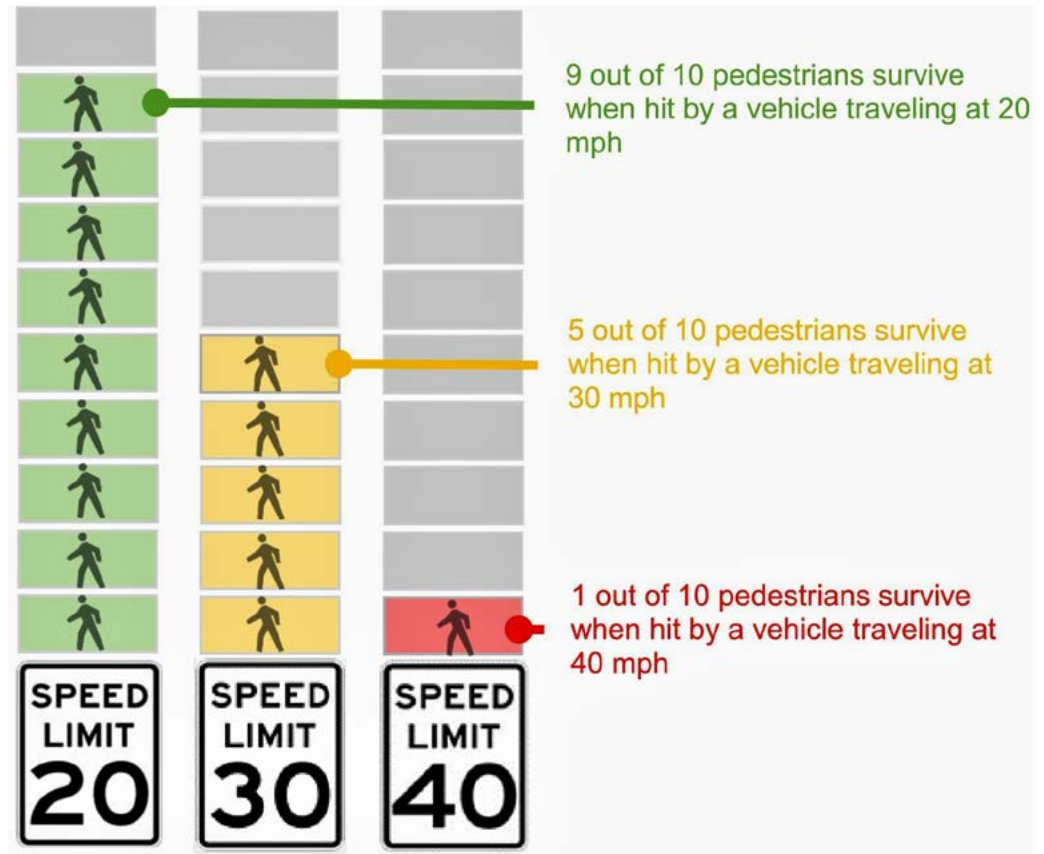 9 out of 10 pedestrians survive
when hit by a vehicle traveling at 20
mph
5 out of 10 pedestrians survive
when hit by a vehicle traveling at
30 mph
1 out of 10 pedestrians survive
when hit by a vehicle traveling at
40 mph
SPEED
LIMIT
20
SPEED
LIMIT
30
SPEED
LIMIT
40